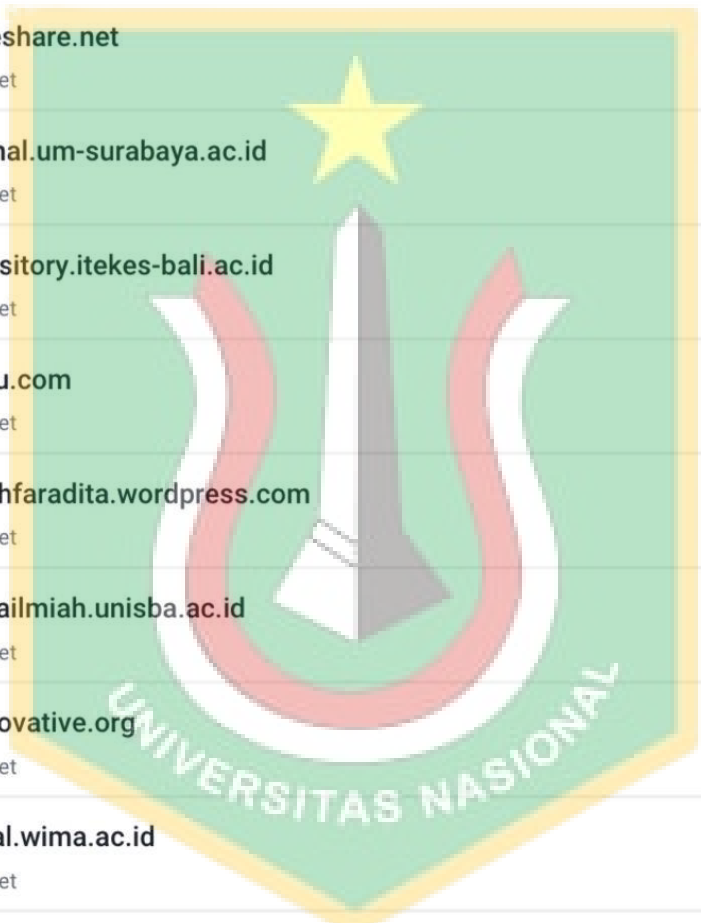 eshare.net
et
nal.um-surabaya.ac.id
et
sitory.itekes-bali.ac.id
et
u.com
et
hfaradita.wordpress.com
et
ailmiah.unisba.ac.id
et
ovative.org
et
UNIVERSITAS NASIONAL
al.wima.ac.id
et